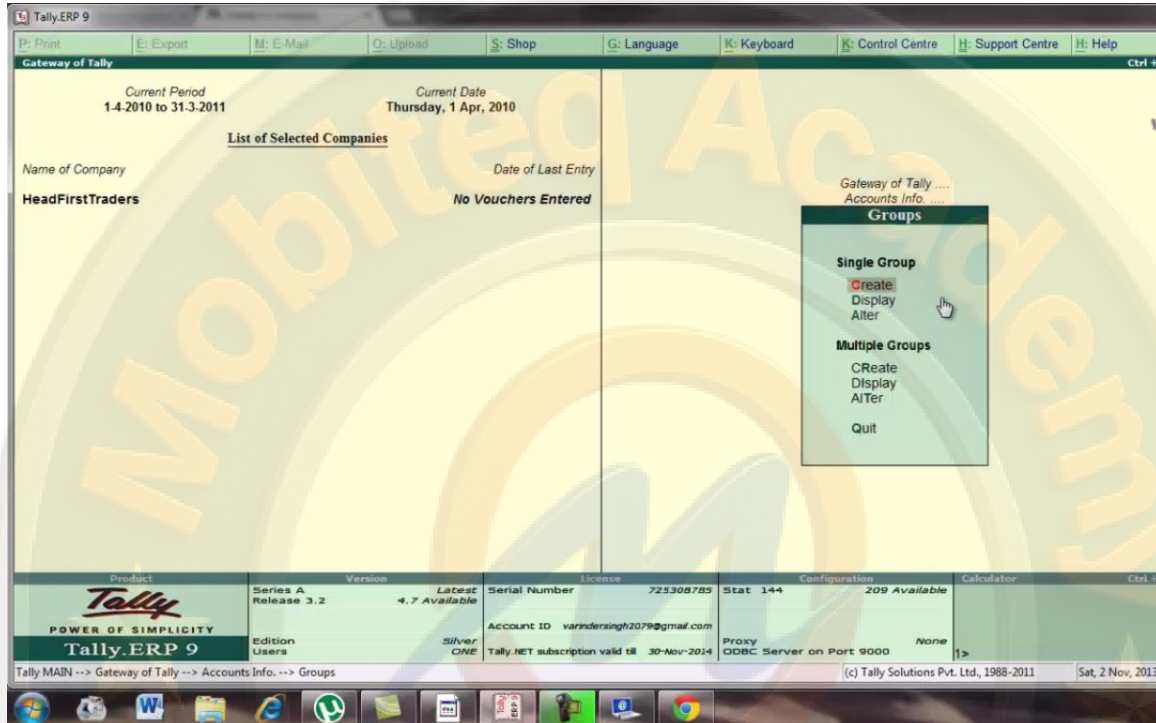 Tally.ERP 9
P: Print E: Export M: E-Mail O: Upload S: Shop G: Language K: Keyboard K: Control Centre H: Support Centre H: Help
Gateway of Tally Ctrl +
Current Period Current Date
1-4-2010 to 31-3-2011 Thursday, 1 Apr, 2010
List of Selected Companies
Name of Company Date of Last Entry
HeadFirstTraders No Vouchers Entered
Gateway of Tally ....
Accounts Info. ....
Groups
Single Group
Create
Display
Alter
Multiple Groups
CReate
DIsplay
AlTer
Quit
Mobiteq Academy
Product Version License Configuration Calculator Ctrl +
Tally
POWER OF SIMPLICITY
Tally.ERP 9
Series A Latest
Release 3.2 4.7 Available
Edition Silver
Users ONE
Serial Number 725308785
Account ID varindersingh2079@gmail.com
Tally.NET subscription valid till 30-Nov-2014
Stat 144 209 Available
Proxy None
ODBC Server on Port 9000
1>
Tally MAIN --> Gateway of Tally --> Accounts Info. --> Groups (c) Tally Solutions Pvt. Ltd., 1988-2011 Sat, 2 Nov, 2013